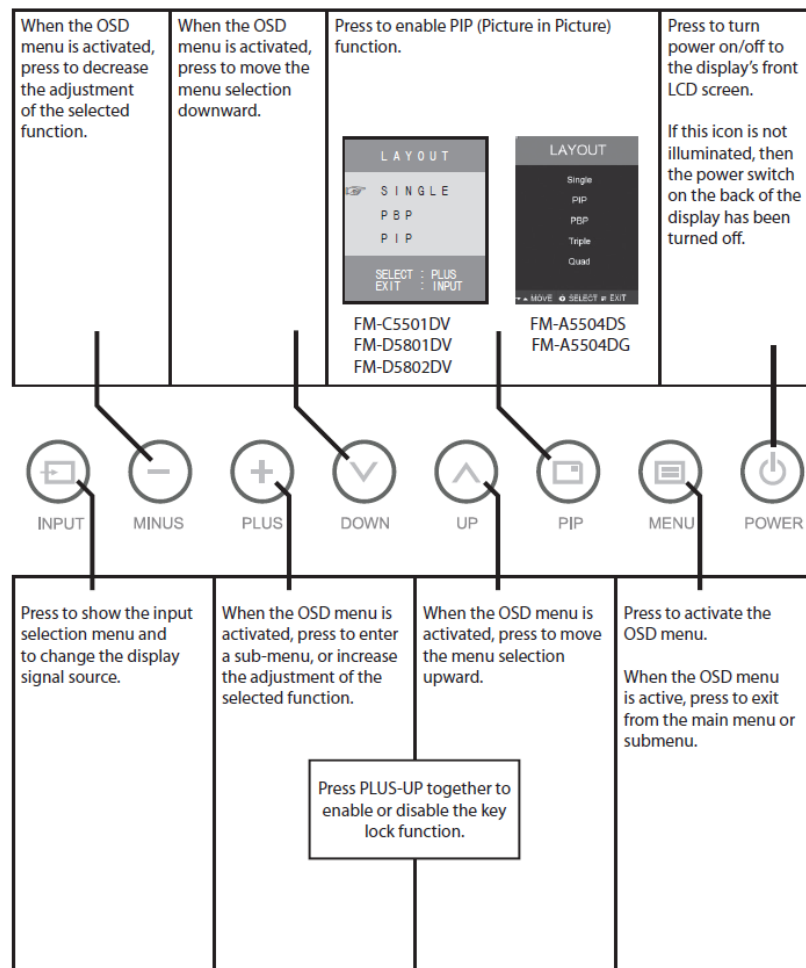 When the OSD
menu is activated,
press to decrease
the adjustment
of the selected
function.
When the OSD
menu is activated,
press to move the
menu selection
downward.
Press to enable PIP (Picture in Picture)
function.
LAYOUT
SINGLE
PBP
PIP
SELECT : PLUS
EXIT : INPUT
FM-C5501DV
FM-D5801DV
FM-D5802DV
LAYOUT
Single
PIP
PBP
Triple
Quad
MOVE SELECT EXIT
FM-A5504DS
FM-A5504DG
Press to turn
power on/off to
the display’s front
LCD screen.
If this icon is not
illuminated, then
the power switch
on the back of the
display has been
turned off.
INPUT
MINUS
PLUS
DOWN
UP
PIP
MENU
POWER
Press to show the input
selection menu and
to change the display
signal source.
When the OSD menu is
activated, press to enter
a sub-menu, or increase
the adjustment of the
selected function.
When the OSD menu is
activated, press to move
the menu selection
upward.
Press to activate the
OSD menu.
When the OSD menu
is active, press to exit
from the main menu or
submenu.
Press PLUS-UP together to
enable or disable the key
lock function.